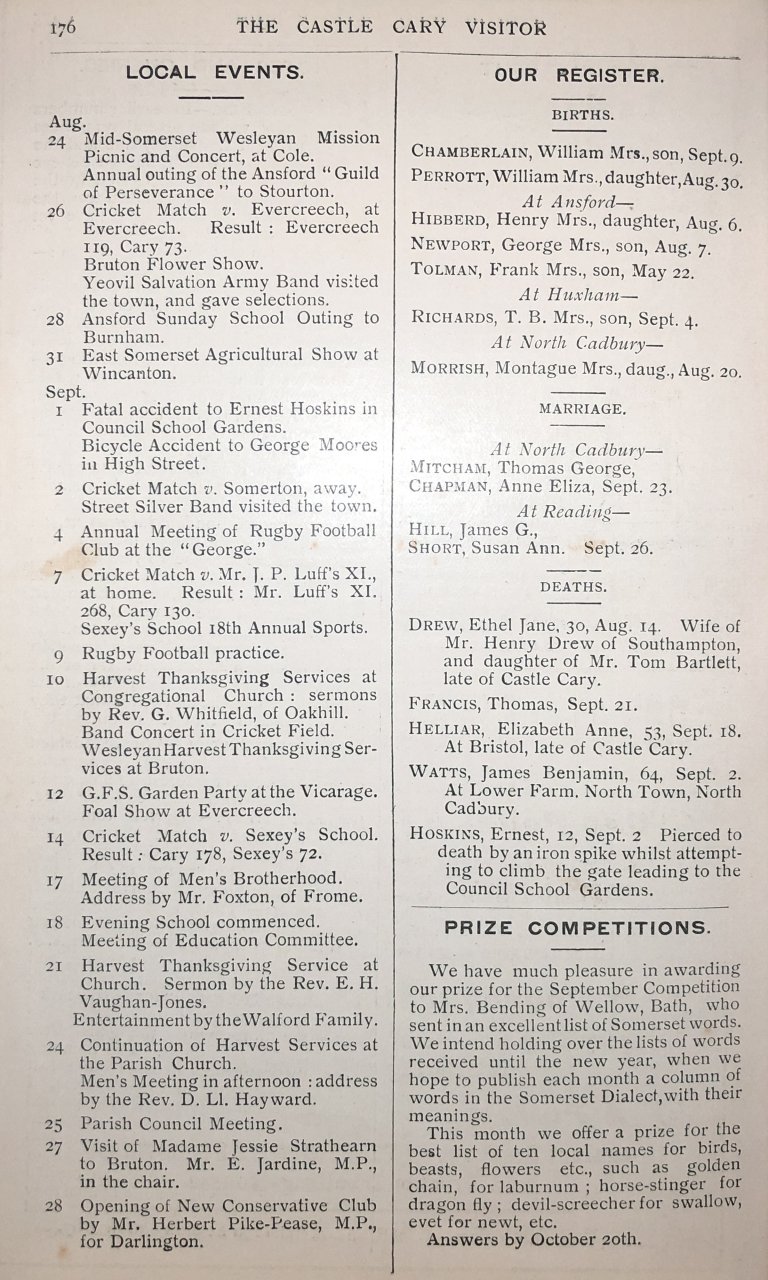 176 THE CASTLE CARY VISITOR
LOCAL EVENTS.
Aug.
24 Mid-Somerset Wesleyan Mission
Picnic and Concert, at Cole.
Annual outing of the Ansford "Guild
of Perseverance" to Stourton.
26 Cricket Match v. Evercreech, at
Evercreech. Result : Evercreech
119, Cary 73.
Bruton Flower Show.
Yeovil Salvation Army Band visited
the town, and gave selections.
28 Ansford Sunday School Outing to
Burnham.
31 East Somerset Agricultural Show at
Wincanton.
Sept.
1 Fatal accident to Ernest Hoskins in
Council School Gardens.
Bicycle Accident to George Moores
in High Street.
2 Cricket Match v. Somerton, away.
Street Silver Band visited the town.
4 Annual Meeting of Rugby Football
Club at the "George."
7 Cricket Match v. Mr. J. P. Luff's XI.,
at home. Result : Mr. Luff's XI.
268, Cary 130.
Sexey's School 18th Annual Sports.
9 Rugby Football practice.
10 Harvest Thanksgiving Services at
Congregational Church : sermons
by Rev. G. Whitfield, of Oakhill.
Band Concert in Cricket Field.
Wesleyan Harvest Thanksgiving Ser-
vices at Bruton.
12 G.F.S. Garden Party at the Vicarage.
Foal Show at Evercreech.
14 Cricket Match v. Sexey's School.
Result : Cary 178, Sexey's 72.
17 Meeting of Men's Brotherhood.
Address by Mr. Foxton, of Frome.
18 Evening School commenced.
Meeting of Education Committee.
21 Harvest Thanksgiving Service at
Church. Sermon by the Rev. E. H.
Vaughan-Jones.
Entertainment by the Walford Family.
24 Continuation of Harvest Services at
the Parish Church.
Men's Meeting in afternoon : address
by the Rev. D. Ll. Hayward.
25 Parish Council Meeting.
27 Visit of Madame Jessie Strathearn
to Bruton. Mr. E. Jardine, M.P.,
in the chair.
28 Opening of New Conservative Club
by Mr. Herbert Pike-Pease, M.P.,
for Darlington.
OUR REGISTER.
BIRTHS.
CHAMBERLAIN, William Mrs., son, Sept. 9.
PERROTT, William Mrs., daughter, Aug. 30.
At Ansford—
HIBBERD, Henry Mrs., daughter, Aug. 6.
NEWPORT, George Mrs., son, Aug. 7.
TOLMAN, Frank Mrs., son, May 22.
At Huxham—
RICHARDS, T. B. Mrs., son, Sept. 4.
At North Cadbury—
MORRISH, Montague Mrs., daug., Aug. 20.
MARRIAGE.
At North Cadbury—
MITCHAM, Thomas George,
CHAPMAN, Anne Eliza, Sept. 23.
At Reading—
HILL, James G.,
SHORT, Susan Ann. Sept. 26.
DEATHS.
DREW, Ethel Jane, 30, Aug. 14. Wife of
Mr. Henry Drew of Southampton,
and daughter of Mr. Tom Bartlett,
late of Castle Cary.
FRANCIS, Thomas, Sept. 21.
HELLIAR, Elizabeth Anne, 53, Sept. 18.
At Bristol, late of Castle Cary.
WATTS, James Benjamin, 64, Sept. 2.
At Lower Farm, North Town, North
Cadbury.
HOSKINS, Ernest, 12, Sept. 2 Pierced to
death by an iron spike whilst attempt-
ing to climb the gate leading to the
Council School Gardens.
PRIZE COMPETITIONS.
We have much pleasure in awarding
our prize for the September Competition
to Mrs. Bending of Wellow, Bath, who
sent in an excellent list of Somerset words.
We intend holding over the lists of words
received until the new year, when we
hope to publish each month a column of
words in the Somerset Dialect, with their
meanings.
This month we offer a prize for the
best list of ten local names for birds,
beasts, flowers etc., such as golden
chain, for laburnum ; horse-stinger for
dragon fly ; devil-screecher for swallow,
evet for newt, etc.
Answers by October 20th.